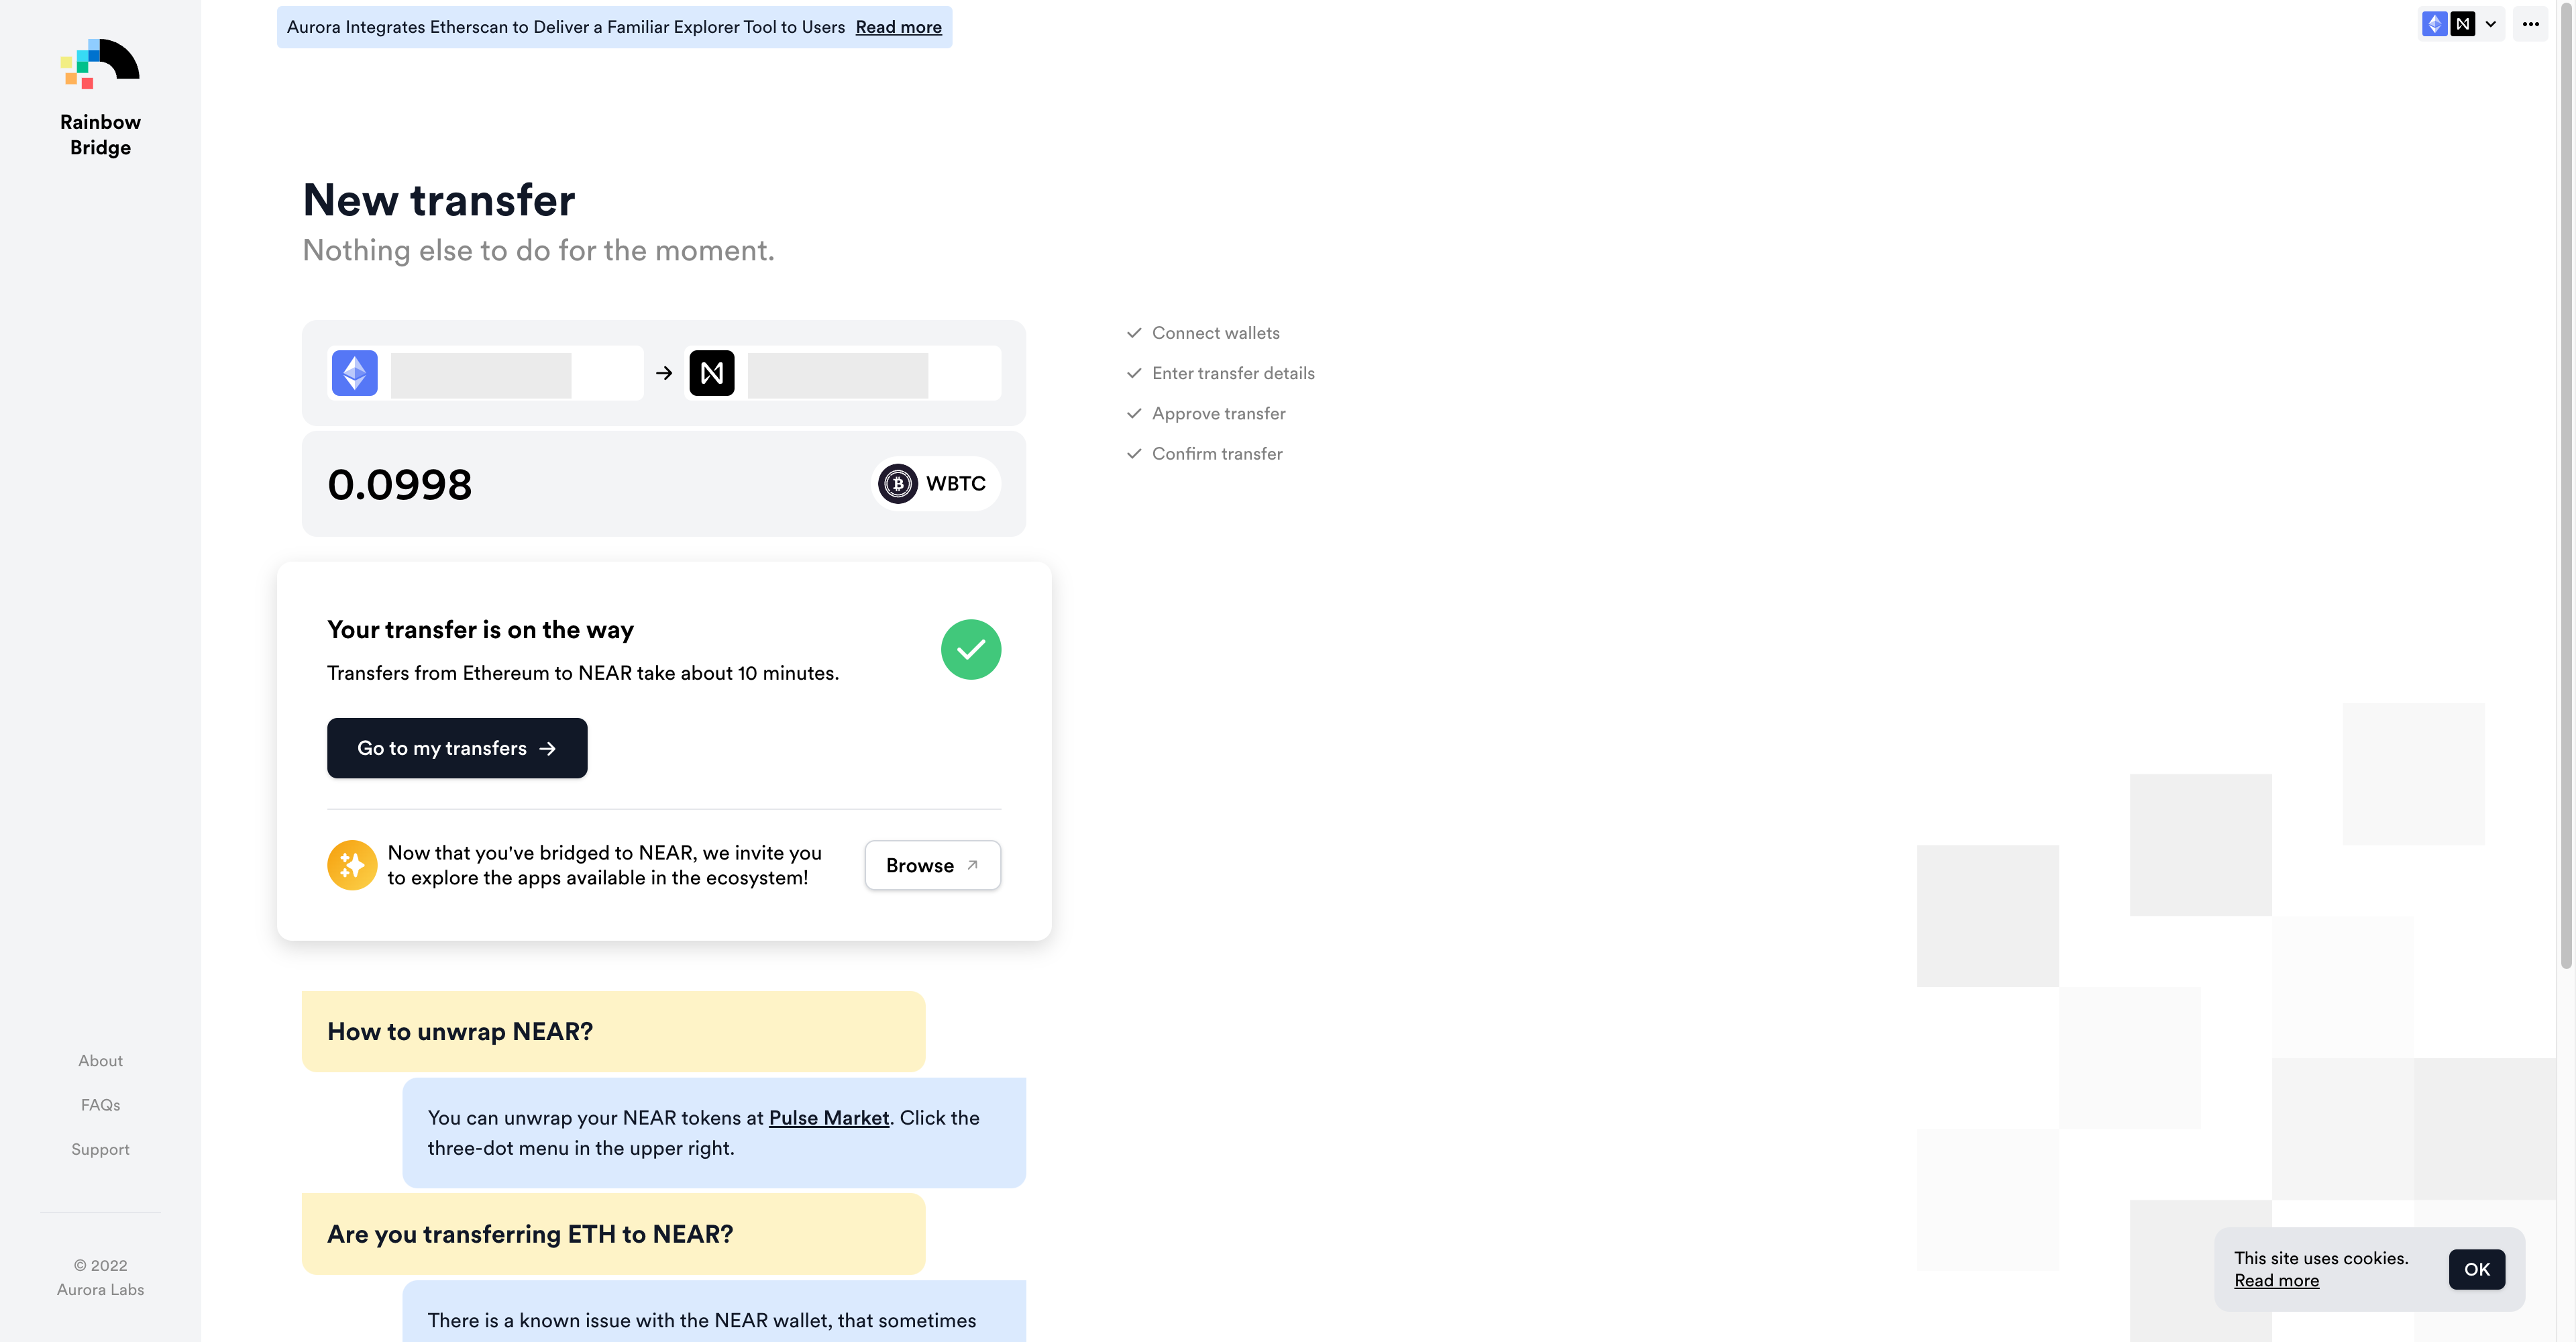 Aurora Integrates Etherscan to Deliver a Familiar Explorer Tool to Users Read more
Rainbow
Bridge
New transfer
Nothing else to do for the moment.
Connect wallets
Enter transfer details
Approve transfer
Confirm transfer
0.0998
WBTC
Your transfer is on the way
Transfers from Ethereum to NEAR take about 10 minutes.
Go to my transfers
Now that you've bridged to NEAR, we invite you
to explore the apps available in the ecosystem!
Browse
How to unwrap NEAR?
You can unwrap your NEAR tokens at Pulse Market. Click the
three-dot menu in the upper right.
Are you transferring ETH to NEAR?
There is a known issue with the NEAR wallet, that sometimes
About
FAQs
Support
© 2022
Aurora Labs
This site uses cookies.
Read more
OK